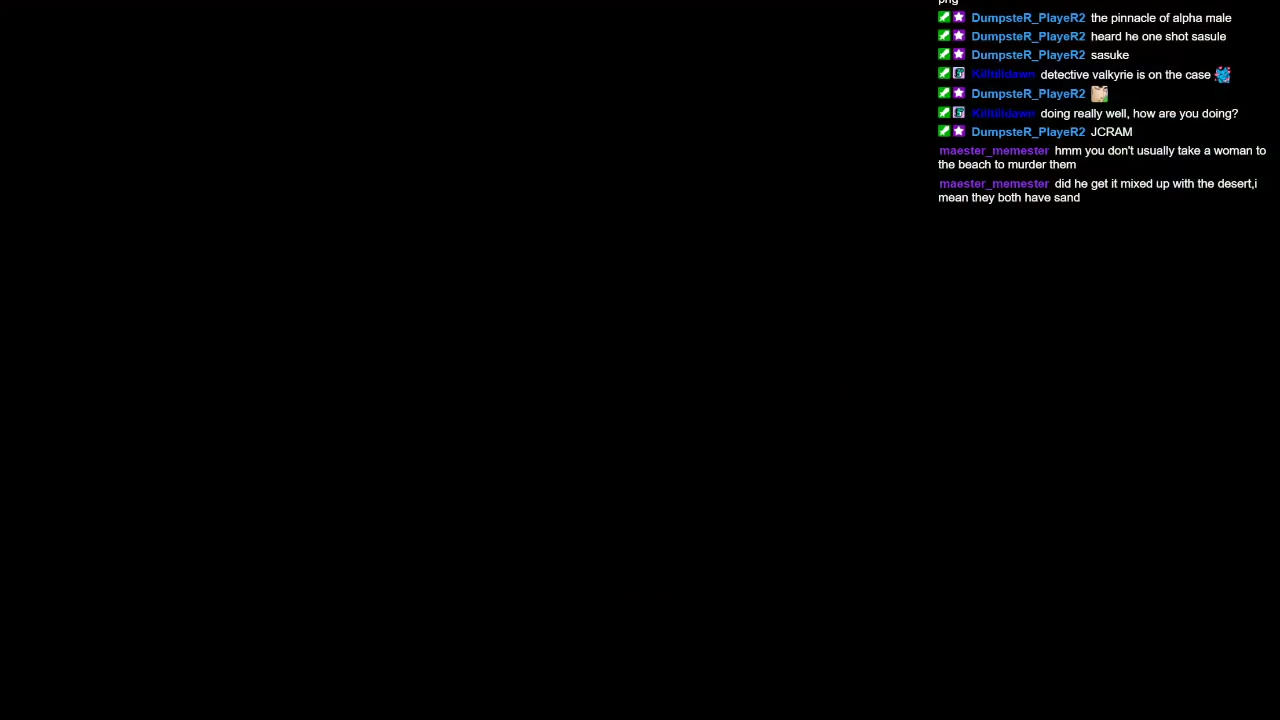 png
DumpsteR_PlayeR2 the pinnacle of alpha male
DumpsteR_PlayeR2 heard he one shot sasule
DumpsteR_PlayeR2 sasuke
Killtilldawn detective valkyrie is on the case
DumpsteR_PlayeR2
Killtilldawn doing really well, how are you doing?
DumpsteR_PlayeR2 JCRAM
maester_memester hmm you don't usually take a woman to
the beach to murder them
maester_memester did he get it mixed up with the desert,i
mean they both have sand